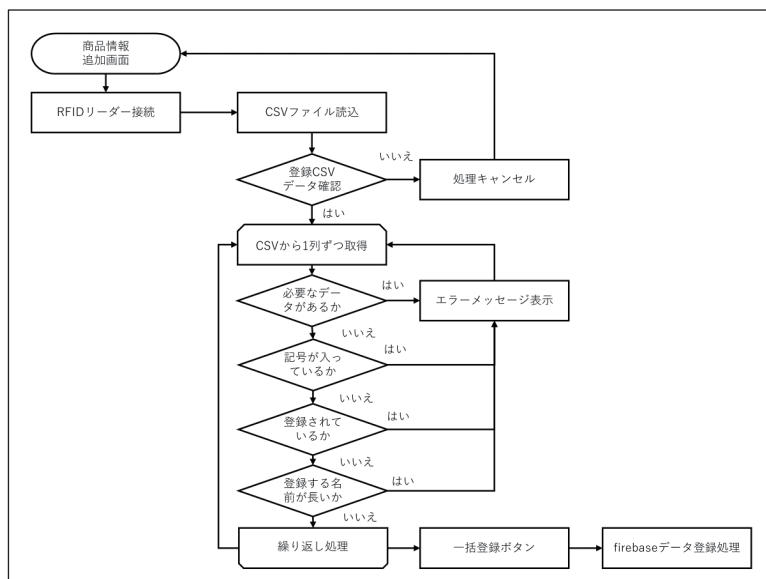 商品情報
追加画面
RFIDリーダー接続
CSVファイル読込
登録CSV
データ確認
いいえ
処理キャンセル
はい
CSVから1列ずつ取得
必要なデー
タがあるか
はい
エラーメッセージ表示
いいえ
記号が入っ
ているか
はい
いいえ
登録されて
いるか
はい
いいえ
登録する名
前が長いか
はい
いいえ
繰り返し処理
一括登録ボタン
firebaseデータ登録処理